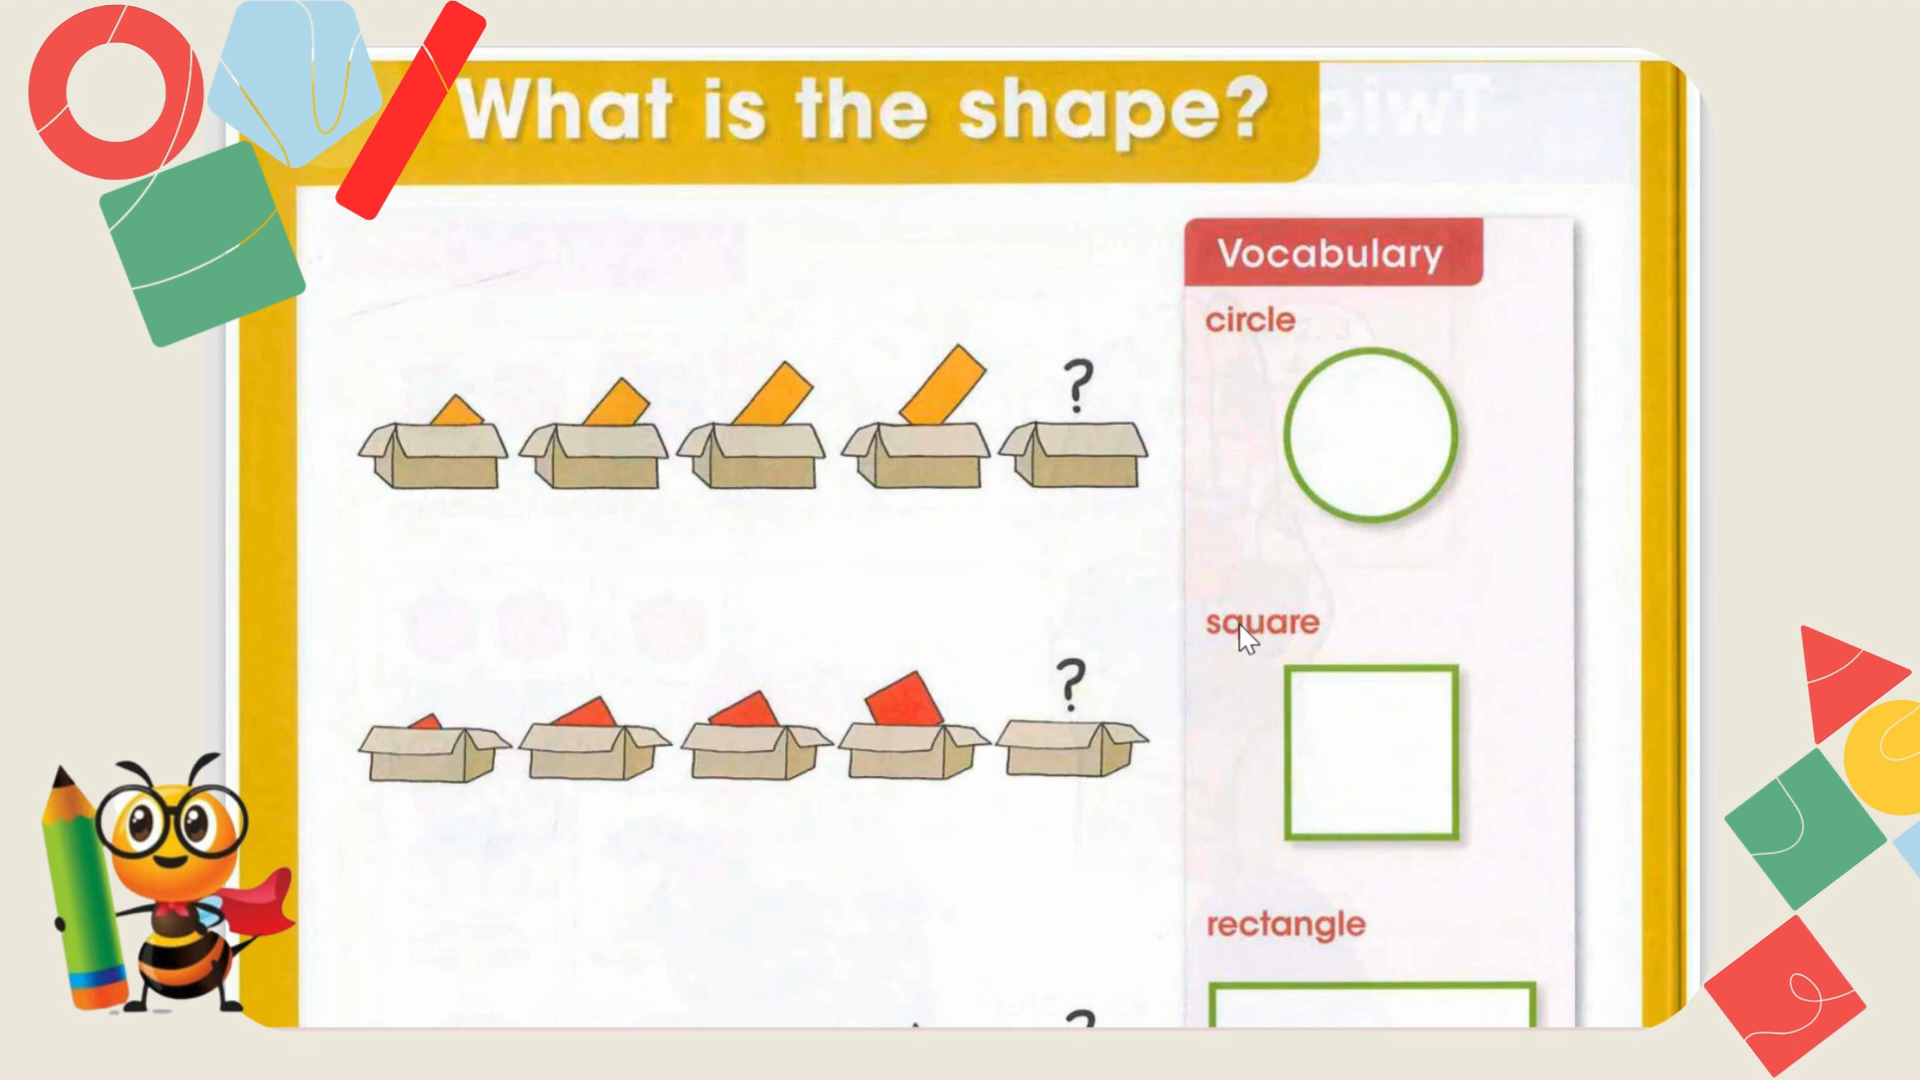 What is the shape?
Vocabulary
circle
?
square
?
rectangle
?